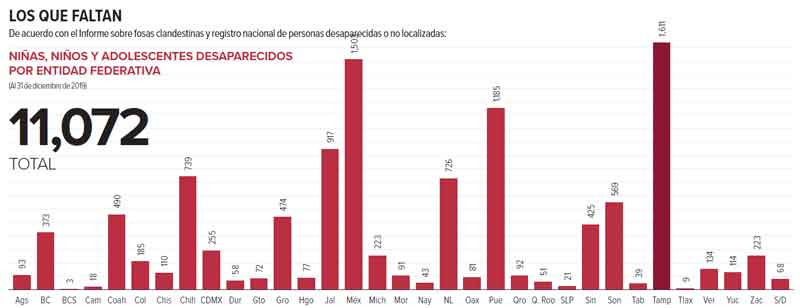 LOS QUE FALTAN
De acuerdo con el Informe sobre fosas clandestinas y registro nacional de personas desaparecidas o no localizadas:
NIÑAS, NIÑOS Y ADOLESCENTES DESAPARECIDOS
POR ENTIDAD FEDERATIVA
(Al 31 de diciembre de 2019)
11,072
TOTAL
93 373 3 18 490 185 110 739 255 58 72 474 77 917 1,503 223 91 43 726 81 1,185 92 51 21 425 569 39 1,611 9 134 114 223 68
Ags BC BCS Cam Coah Col Chis Chih CDMX Dur Gto Gro Hgo Jal Méx Mich Mor Nay NL Oax Pue Qro Q. Roo SLP Sin Son Tab Tamp Tlax Ver Yuc Zac S/D